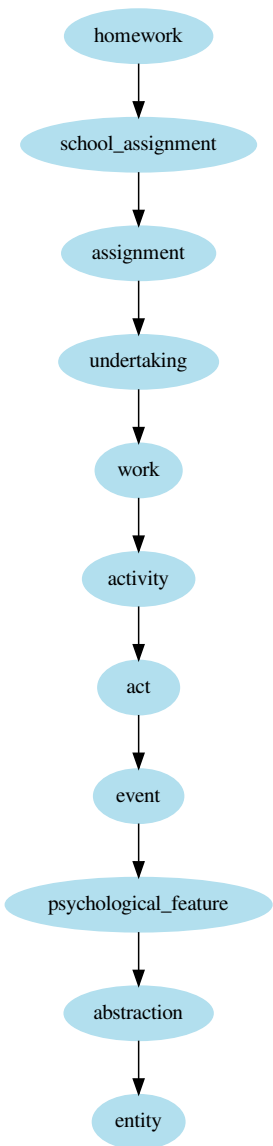 homework
school_assignment
assignment
undertaking
work
activity
act
event
psychological_feature
abstraction
entity